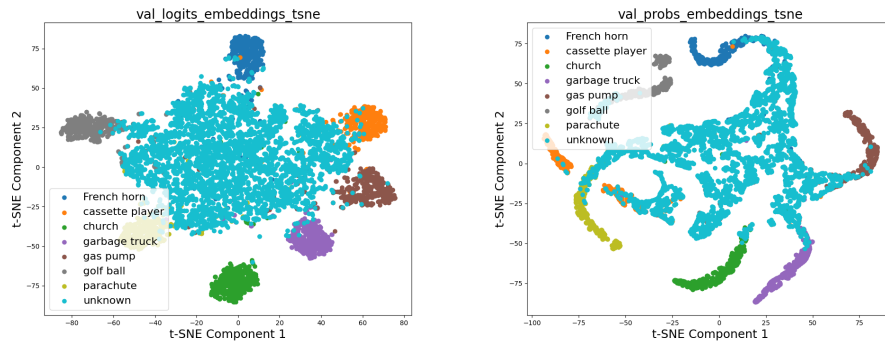 val_logits_embeddings_tsne
75
50
25
0
−25
−50
−75
t-SNE Component 2
French horn
cassette player
church
garbage truck
gas pump
golf ball
parachute
unknown
−80
−60
−40
−20
0
20
40
60
80
t-SNE Component 1
val_probs_embeddings_tsne
75
50
25
0
−25
−50
−75
t-SNE Component 2
French horn
cassette player
church
garbage truck
gas pump
golf ball
parachute
unknown
−100
−75
−50
−25
0
25
50
75
t-SNE Component 1